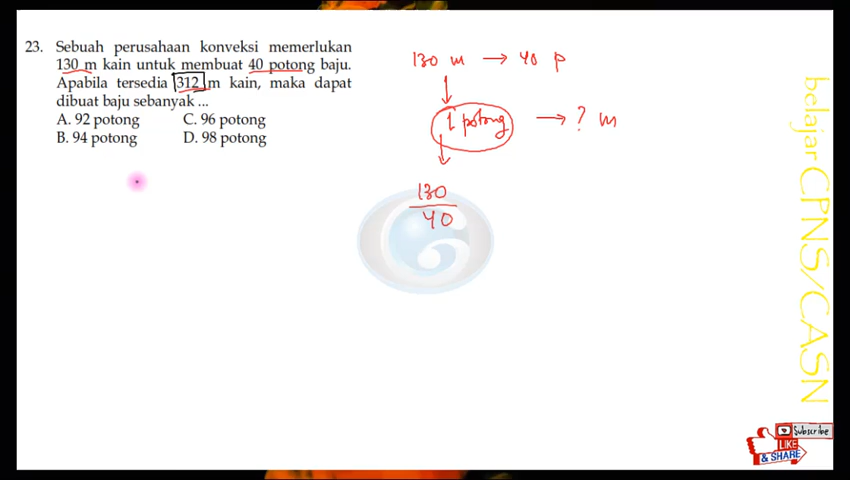 23. Sebuah perusahaan konveksi memerlukan
130 m kain untuk membuat 40 potong baju.
Apabila tersedia 312 m kain, maka dapat
dibuat baju sebanyak ...
A. 92 potong C. 96 potong
B. 94 potong D. 98 potong
130 m → 40 p
1 potong → ? m
130
40
belajar CPNS/CASN
Subscribe
LIKE
& SHARE